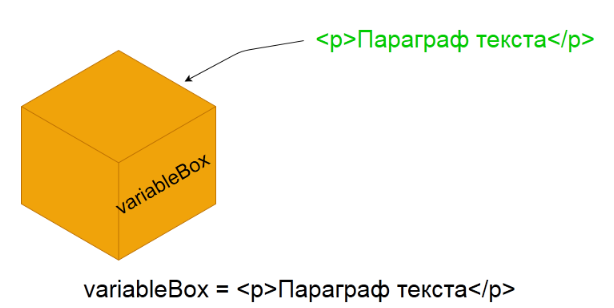 <p>Параграф текста</p>
variableBox
variableBox = <p>Параграф текста</p>